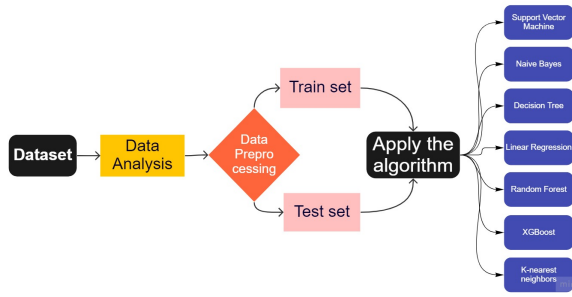 Support Vector
Machine
Naive Bayes
Train set
Decision Tree
Dataset
Data
Analysis
Data
Prepro
cessing
Apply the
algorithm
Linear Regression
Random Forest
Test set
XGBoost
K-nearest
neighbors